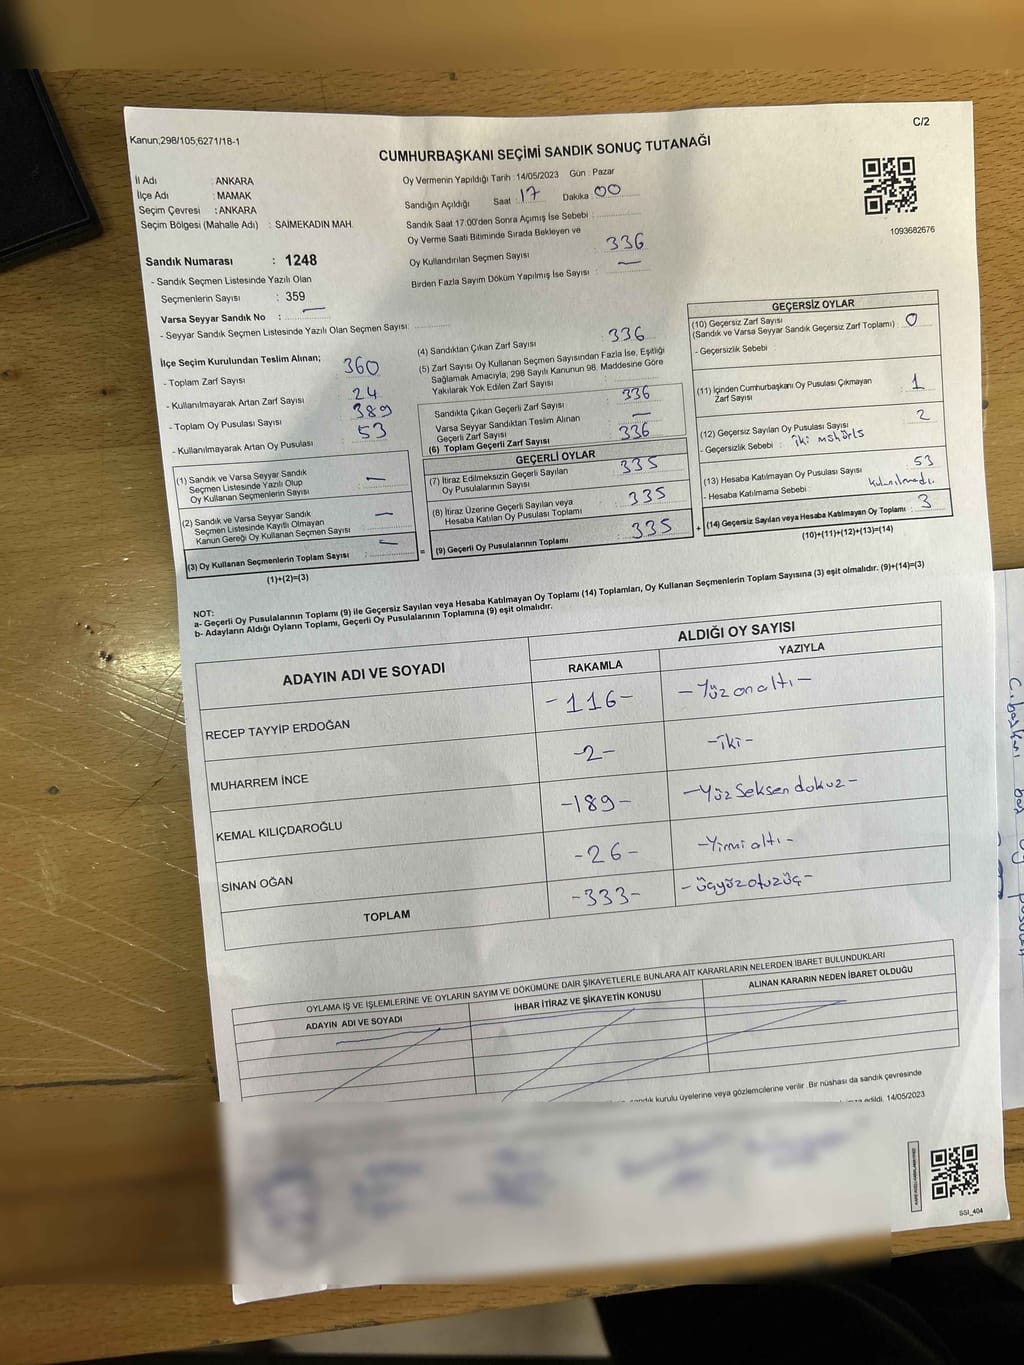 Kanun;298/105;6271/18-1
C/2
CUMHURBAŞKANI SEÇİMİ SANDIK SONUÇ TUTANAĞI
İl Adı : ANKARA
İlçe Adı : MAMAK
Seçim Çevresi : ANKARA
Seçim Bölgesi (Mahalle Adı) : SAİMEKADIN MAH.
Oy Vermenin Yapıldığı Tarih : 14/05/2023 Gün : Pazar
Sandığın Açıldığı Saat : 17 Dakika 00
Sandık Saat 17:00'den Sonra Açımış İse Sebebi :
Oy Verme Saati Bitiminde Sırada Bekleyen ve
Oy Kullandırılan Seçmen Sayısı : 336
Birden Fazla Sayım Döküm Yapılmış İse Sayısı : —
1093682676
Sandık Numarası : 1248
- Sandık Seçmen Listesinde Yazılı Olan
Seçmenlerin Sayısı : 359
Varsa Seyyar Sandık No : —
- Seyyar Sandık Seçmen Listesinde Yazılı Olan Seçmen Sayısı:
İlçe Seçim Kurulundan Teslim Alınan;
- Toplam Zarf Sayısı : 360
- Kullanılmayarak Artan Zarf Sayısı : 24
- Toplam Oy Pusulası Sayısı : 389
- Kullanılmayarak Artan Oy Pusulası : 53
(1) Sandık ve Varsa Seyyar Sandık
Seçmen Listesinde Yazılı Olup
Oy Kullanan Seçmenlerin Sayısı : —
(2) Sandık ve Varsa Seyyar Sandık
Seçmen Listesinde Kayıtlı Olmayan
Kanun Gereği Oy Kullanan Seçmen Sayısı : —
(3) Oy Kullanan Seçmenlerin Toplam Sayısı : —
(1)+(2)=(3)
(4) Sandıktan Çıkan Zarf Sayısı : 336
(5) Zarf Sayısı Oy Kullanan Seçmen Sayısından Fazla İse, Eşitliği
Sağlamak Amacıyla; 298 Sayılı Kanunun 98. Maddesine Göre
Yakılarak Yok Edilen Zarf Sayısı :
Sandıkta Çıkan Geçerli Zarf Sayısı : 336
Varsa Seyyar Sandıktan Teslim Alınan
Geçerli Zarf Sayısı : —
(6) Toplam Geçerli Zarf Sayısı : 336
GEÇERLİ OYLAR
(7) İtiraz Edilmeksizin Geçerli Sayılan
Oy Pusulalarının Sayısı : 335
(8) İtiraz Üzerine Geçerli Sayılan veya
Hesaba Katılan Oy Pusulası Toplamı : 335
= (9) Geçerli Oy Pusulalarının Toplamı : 335 +
GEÇERSİZ OYLAR
(10) Geçersiz Zarf Sayısı
(Sandık ve Varsa Seyyar Sandık Geçersiz Zarf Toplamı) : 0
- Geçersizlik Sebebi :
(11) İçinden Cumhurbaşkanı Oy Pusulası Çıkmayan
Zarf Sayısı : 1
(12) Geçersiz Sayılan Oy Pusulası Sayısı : 2
- Geçersizlik Sebebi : iki
(13) Hesaba Katılmayan Oy Pusulası Sayısı : 53
- Hesaba Katılmama Sebebi :
(14) Geçersiz Sayılan veya Hesaba Katılmayan Oy Toplamı : 3
(10)+(11)+(12)+(13)=(14)
NOT:
a- Geçerli Oy Pusulalarının Toplamı (9) ile Geçersiz Sayılan veya Hesaba Katılmayan Oy Toplamı (14) Toplamları, Oy Kullanan Seçmenlerin Toplam Sayısına (3) eşit olmalıdır. (9)+(14)=(3)
b- Adayların Aldığı Oyların Toplamı, Geçerli Oy Pusulalarının Toplamına (9) eşit olmalıdır.
ADAYIN ADI VE SOYADI
ALDIĞI OY SAYISI
RAKAMLA YAZIYLA
RECEP TAYYİP ERDOĞAN -116- -Yüz on altı-
MUHARREM İNCE -2- -iki-
KEMAL KILIÇDAROĞLU -189- -Yüz Seksen dokuz-
SİNAN OĞAN -26- -Yirmi altı-
TOPLAM -333- -üçyüzotuzüç-
OYLAMA İŞ VE İŞLEMLERİNE VE OYLARIN SAYIM VE DÖKÜMÜNE DAİR ŞİKAYETLERLE BUNLARA AİT KARARLARIN NELERDEN İBARET BULUNDUKLARI
ADAYIN ADI VE SOYADI İHBAR İTİRAZ VE ŞİKAYETİN KONUSU ALINAN KARARIN NEDEN İBARET OLDUĞU
sandık kurulu üyelerine veya gözlemcilerine verilir. Bir nüshası da sandık çevresinde
edildi. 14/05/2023
SSI_404